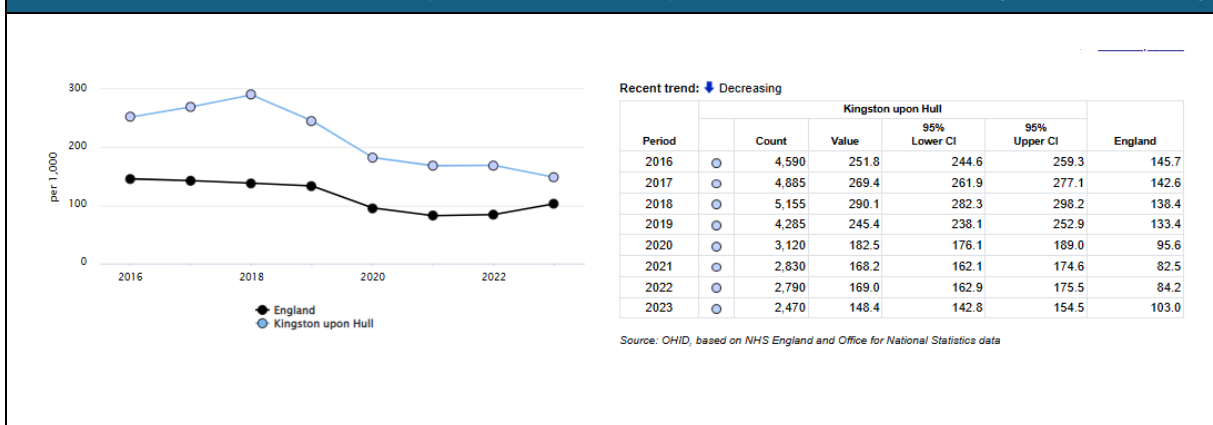 Recent trend: Decreasing
300
200
100
0
per 1,000
2016 2018 2020 2022
England
Kingston upon Hull
Kingston upon Hull
Period Count Value 95% Lower CI 95% Upper CI England
2016 4,590 251.8 244.6 259.3 145.7
2017 4,885 269.4 261.9 277.1 142.6
2018 5,155 290.1 282.3 298.2 138.4
2019 4,285 245.4 238.1 252.9 133.4
2020 3,120 182.5 176.1 189.0 95.6
2021 2,830 168.2 162.1 174.6 82.5
2022 2,790 169.0 162.9 175.5 84.2
2023 2,470 148.4 142.8 154.5 103.0
Source: OHID, based on NHS England and Office for National Statistics data